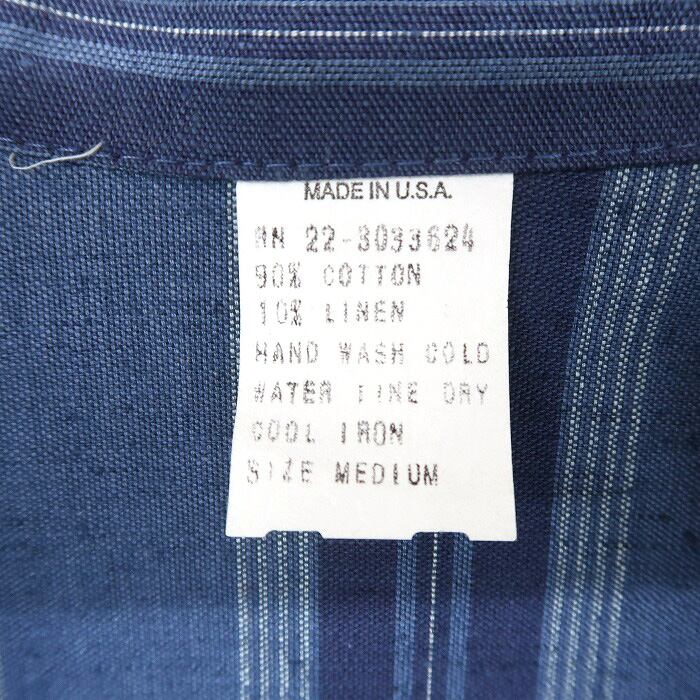 MADE IN U.S.A.
RN 22-3033624
90% COTTON
10% LINEN
HAND WASH COLD
WATER LINE DRY
COOL IRON
SIZE MEDIUM